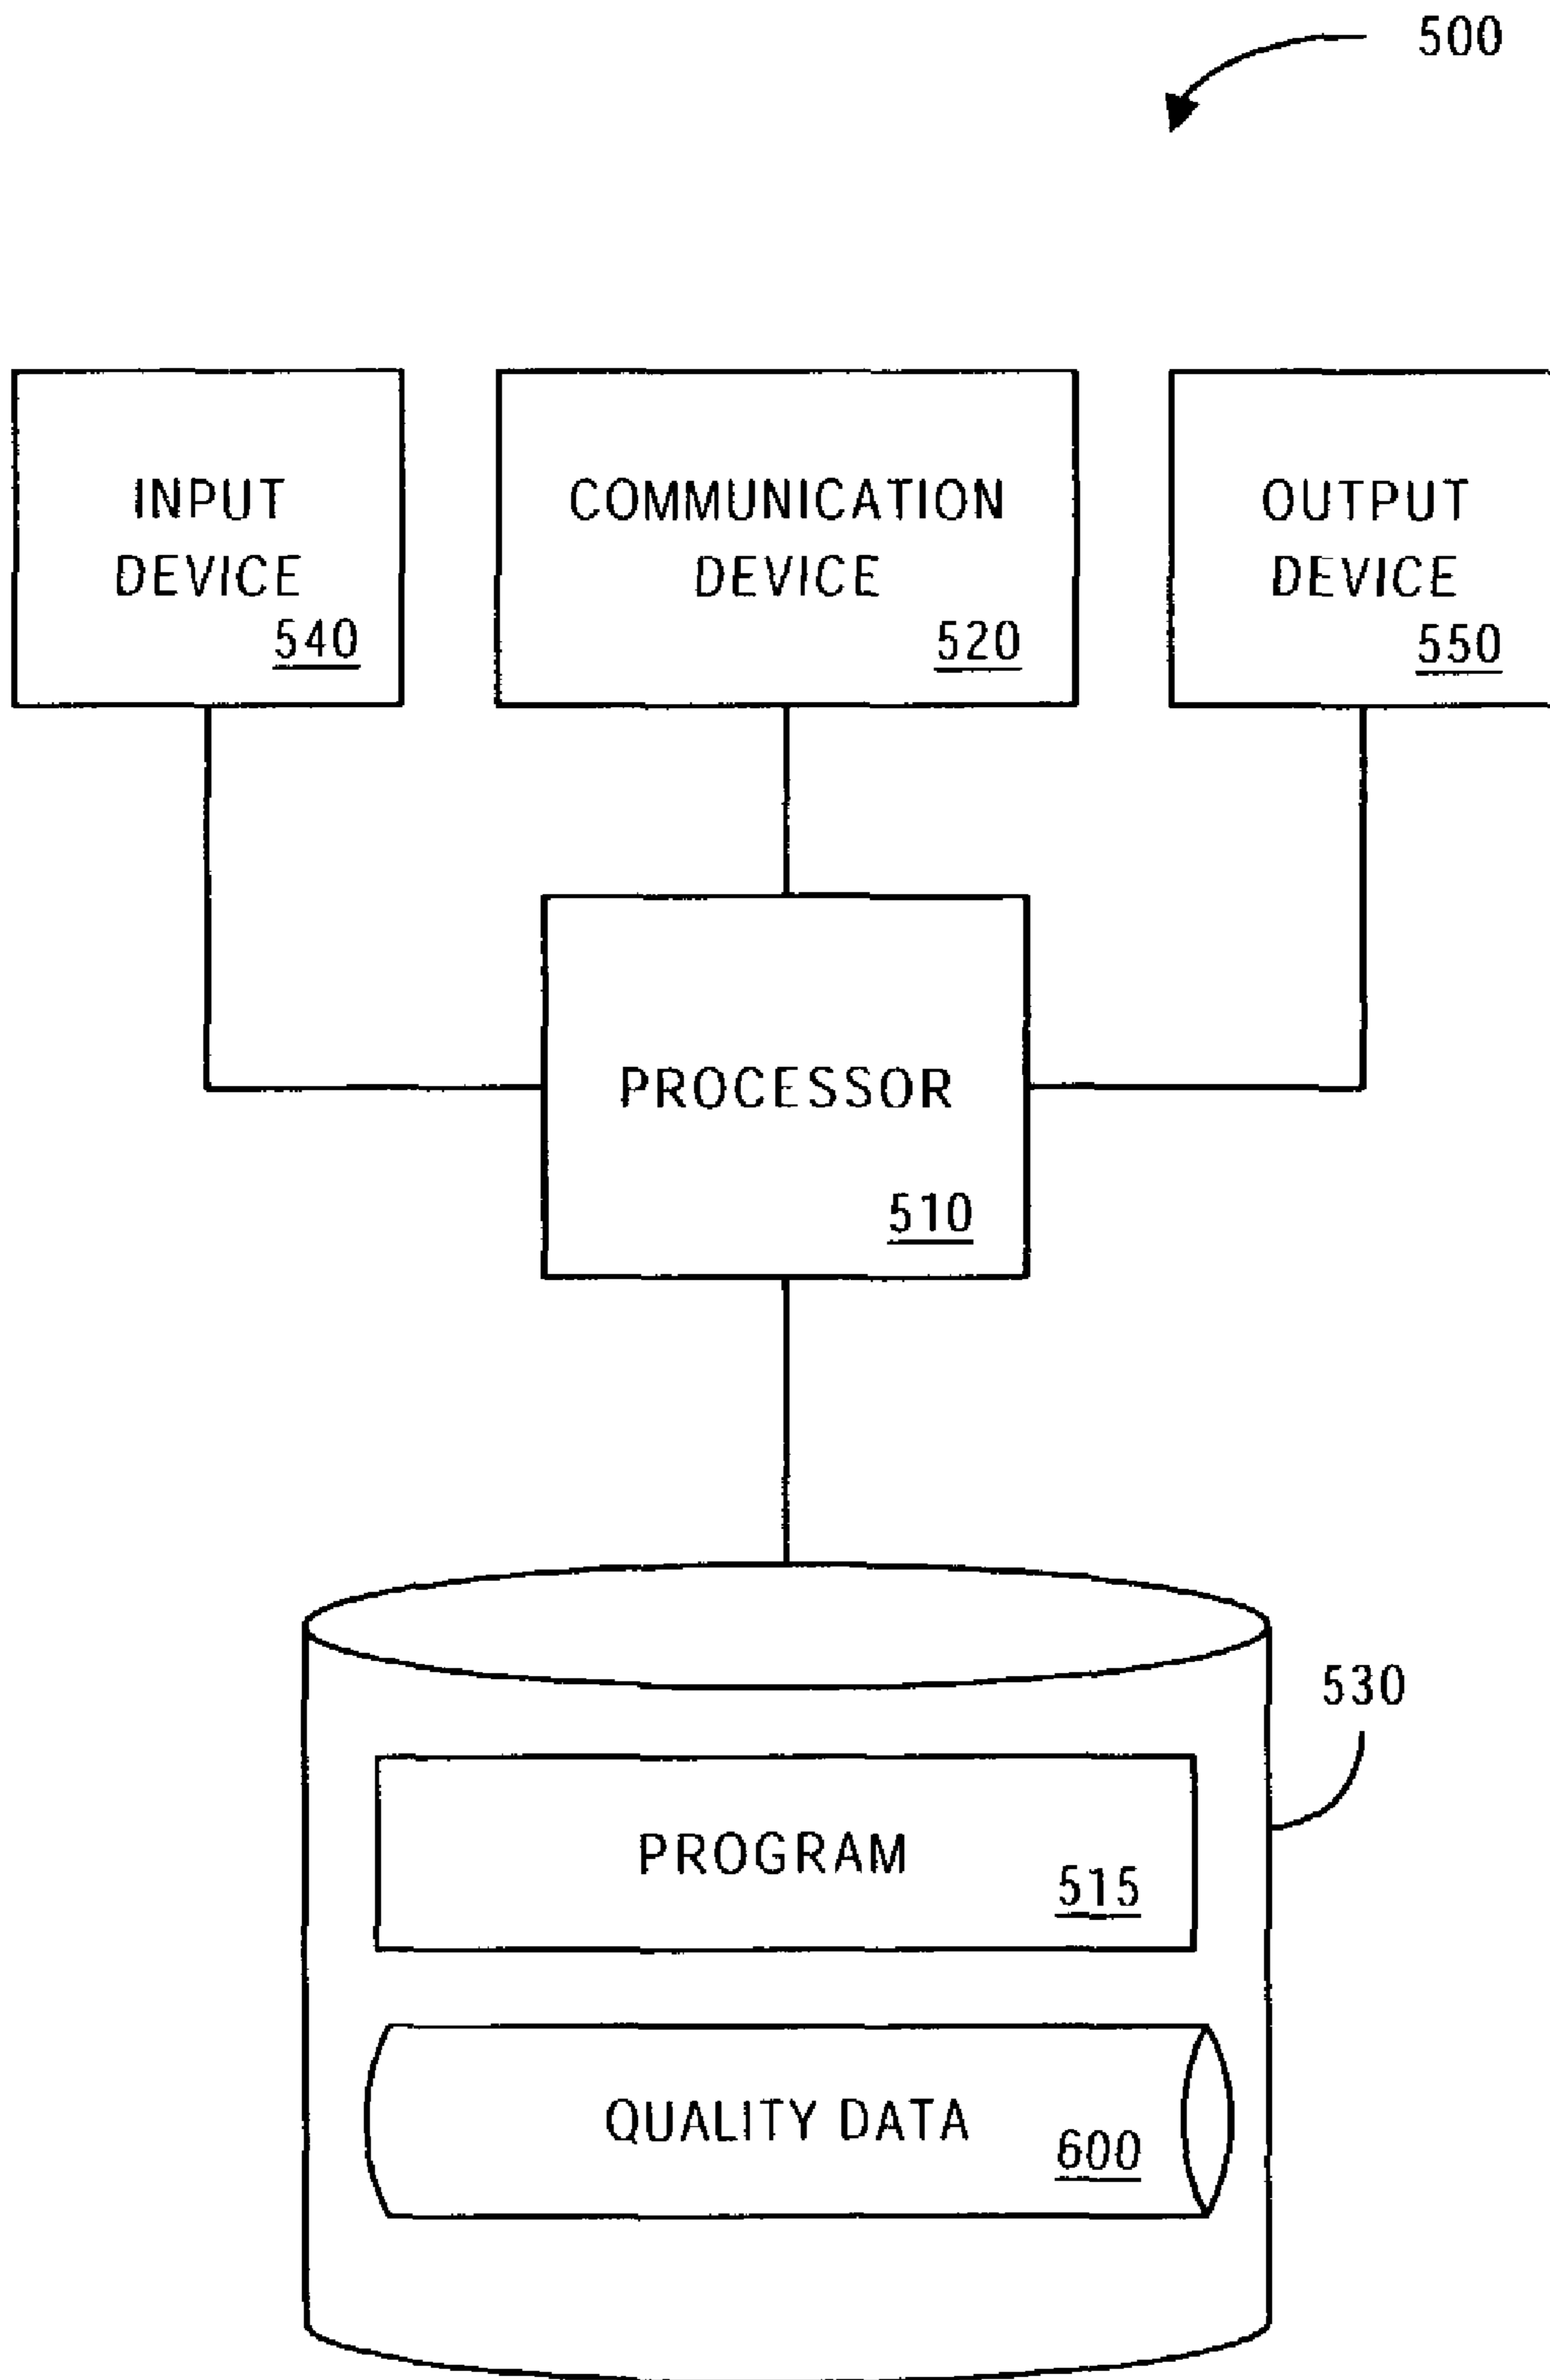 500
INPUT
DEVICE
540
COMMUNICATION
DEVICE
520
OUTPUT
DEVICE
550
PROCESSOR
510
530
PROGRAM
515
QUALITY DATA
600